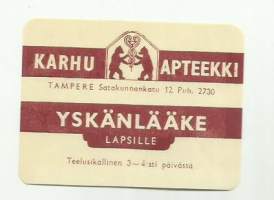 KARHU APTEEKKI
TAMPERE Satakunnankatu 12. Puh. 2730
YSKÄNLÄÄKE
LAPSILLE
Teelusikallinen 3—4:sti päivässä